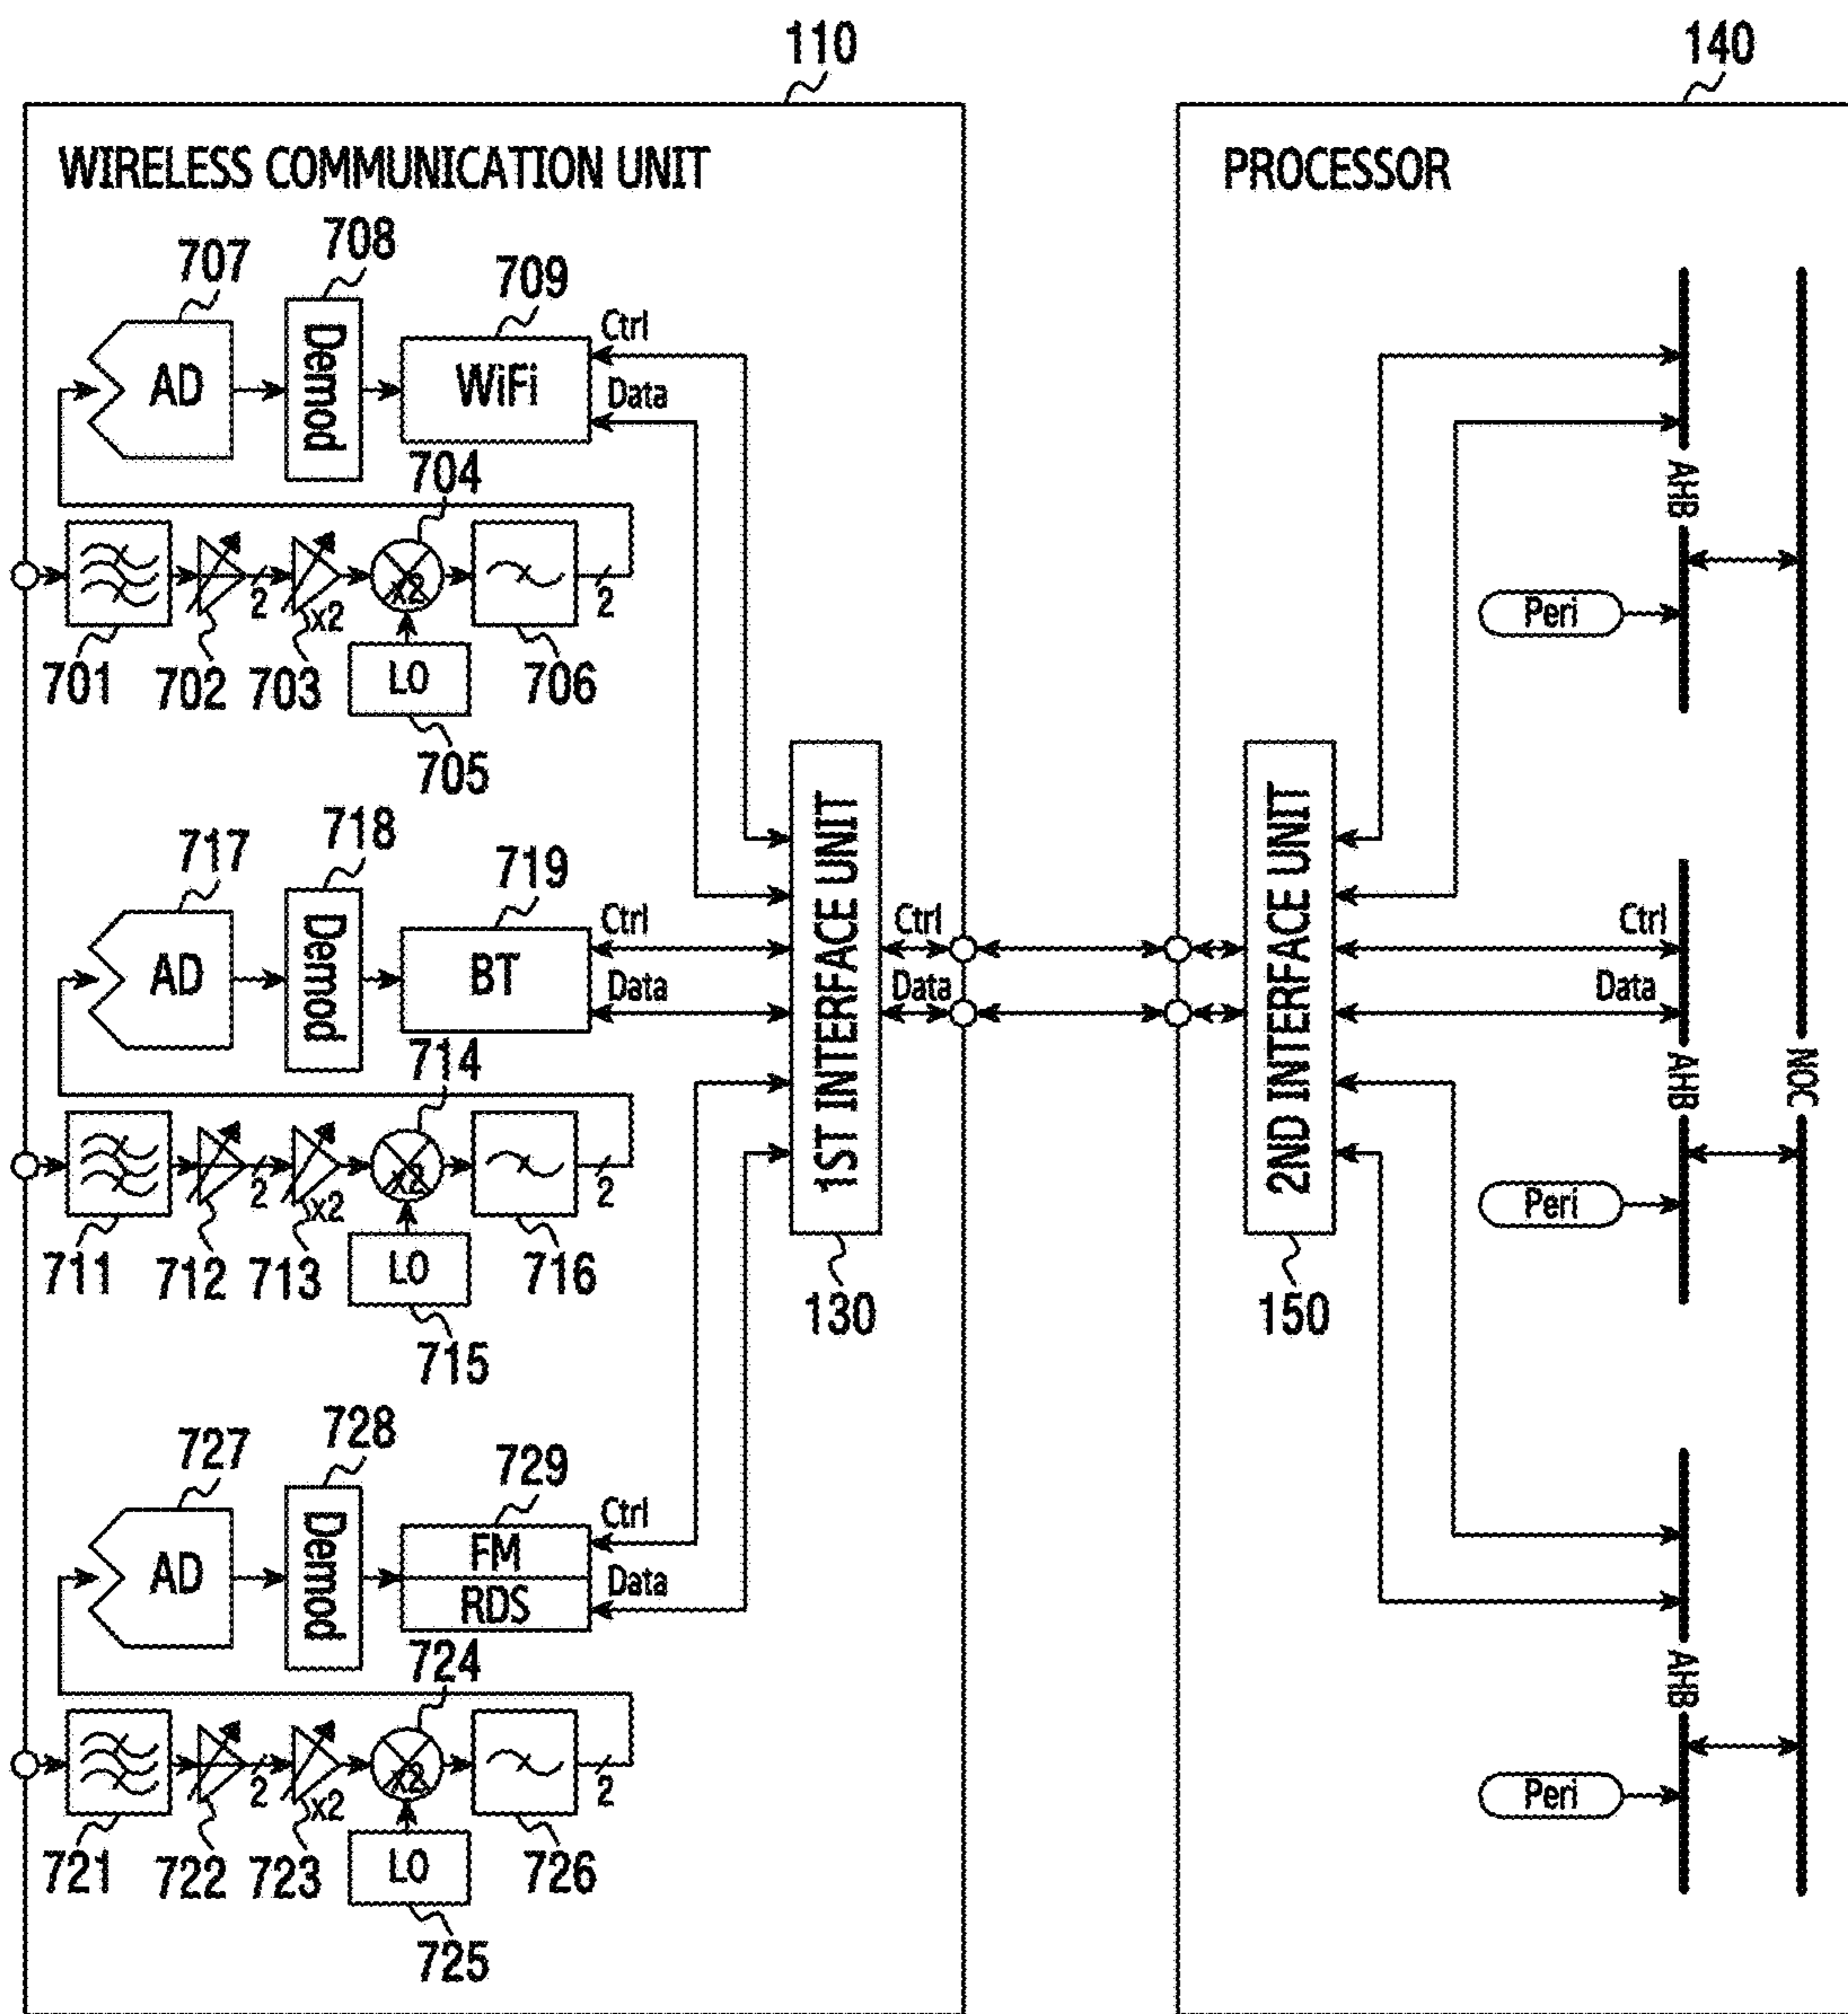 110
140
WIRELESS COMMUNICATION UNIT
PROCESSOR
707
708
709
AD
Demod
WiFi
Ctrl
Data
704
2
x2
x2
2
701
702
703
LO
706
705
AHB
Peri
717
718
719
AD
Demod
BT
Ctrl
Data
714
2
x2
x2
2
711
712
713
LO
716
715
1ST INTERFACE UNIT
130
Ctrl
Data
2ND INTERFACE UNIT
150
Ctrl
Data
AHB
NOC
Peri
727
728
729
AD
Demod
FM
RDS
Ctrl
Data
724
2
x2
x2
2
721
722
723
LO
726
725
AHB
Peri